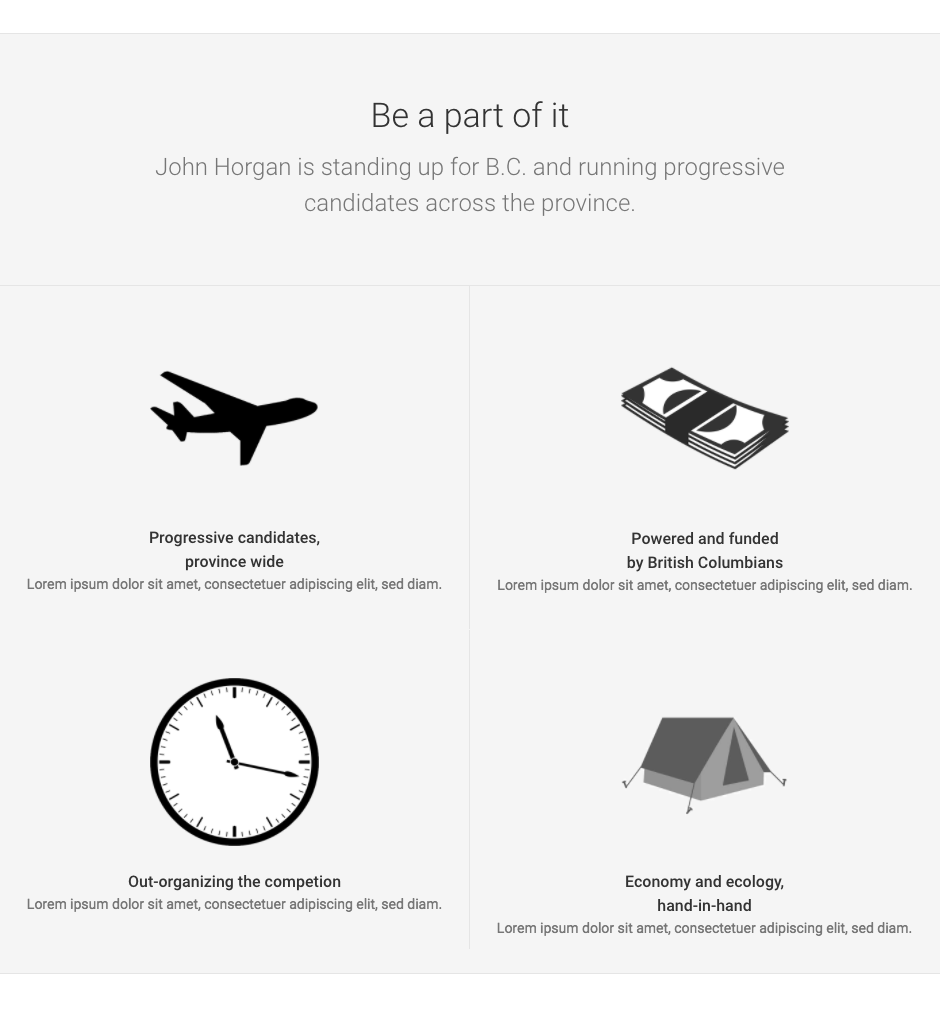 Be a part of it
John Horgan is standing up for B.C. and running progressive
candidates across the province.
Progressive candidates,
province wide
Lorem ipsum dolor sit amet, consectetuer adipiscing elit, sed diam.
Powered and funded
by British Columbians
Lorem ipsum dolor sit amet, consectetuer adipiscing elit, sed diam.
Out-organizing the competion
Lorem ipsum dolor sit amet, consectetuer adipiscing elit, sed diam.
Economy and ecology,
hand-in-hand
Lorem ipsum dolor sit amet, consectetuer adipiscing elit, sed diam.